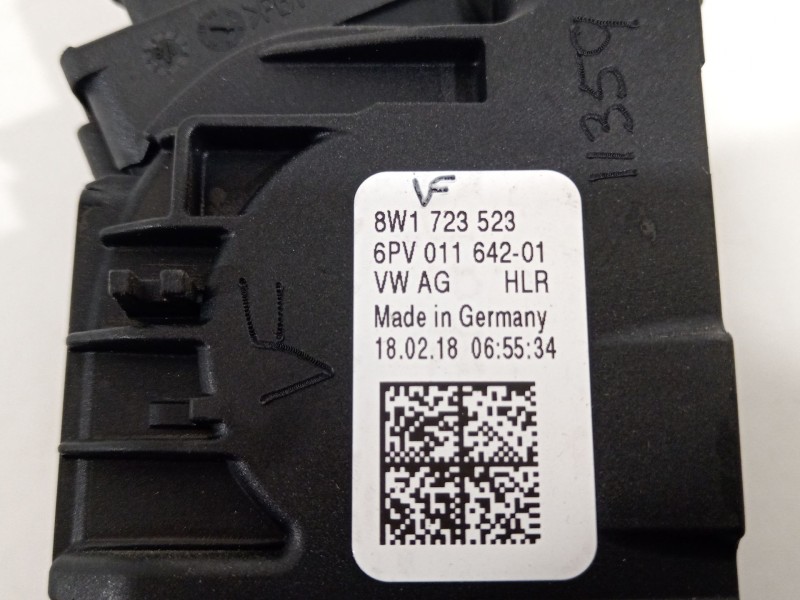 11359
VF
8W1 723 523
6PV 011 642-01
VW AG HLR
Made in Germany
18.02.18 06:55:34
VF